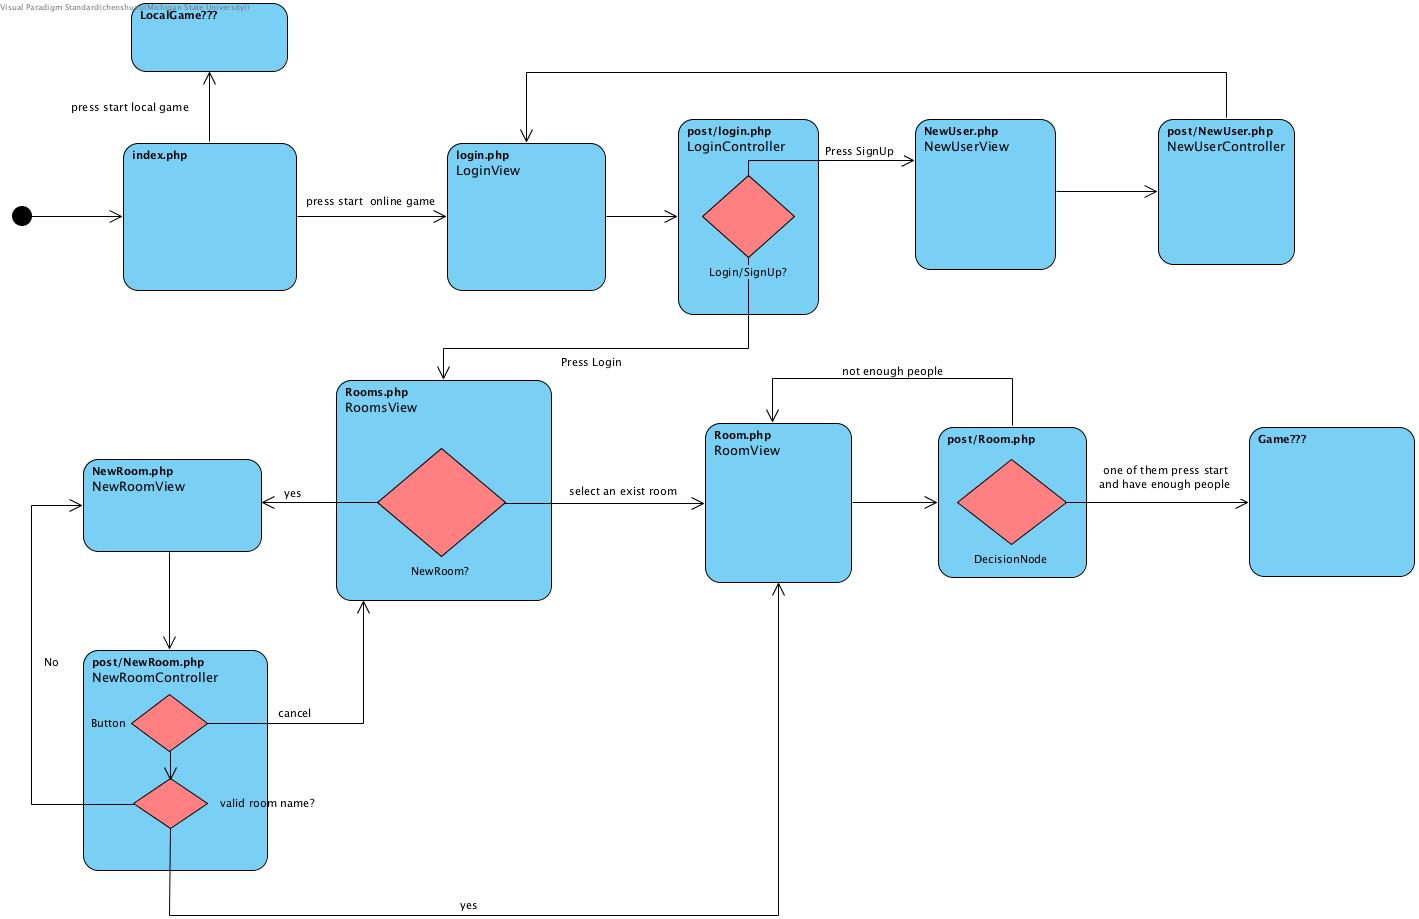 Visual Paradigm Standard(chenshu Michigan State University))
LocalGame???
press start local game
index.php
press start  online game
login.php
LoginView
post/login.php
LoginController
Login/SignUp?
Press SignUp
NewUser.php
NewUserView
post/NewUser.php
NewUserController
Press Login
Rooms.php
RoomsView
NewRoom?
yes
select an exist room
NewRoom.php
NewRoomView
No
post/NewRoom.php
NewRoomController
Button
cancel
valid room name?
yes
Room.php
RoomView
not enough people
post/Room.php
DecisionNode
one of them press start
and have enough people
Game???